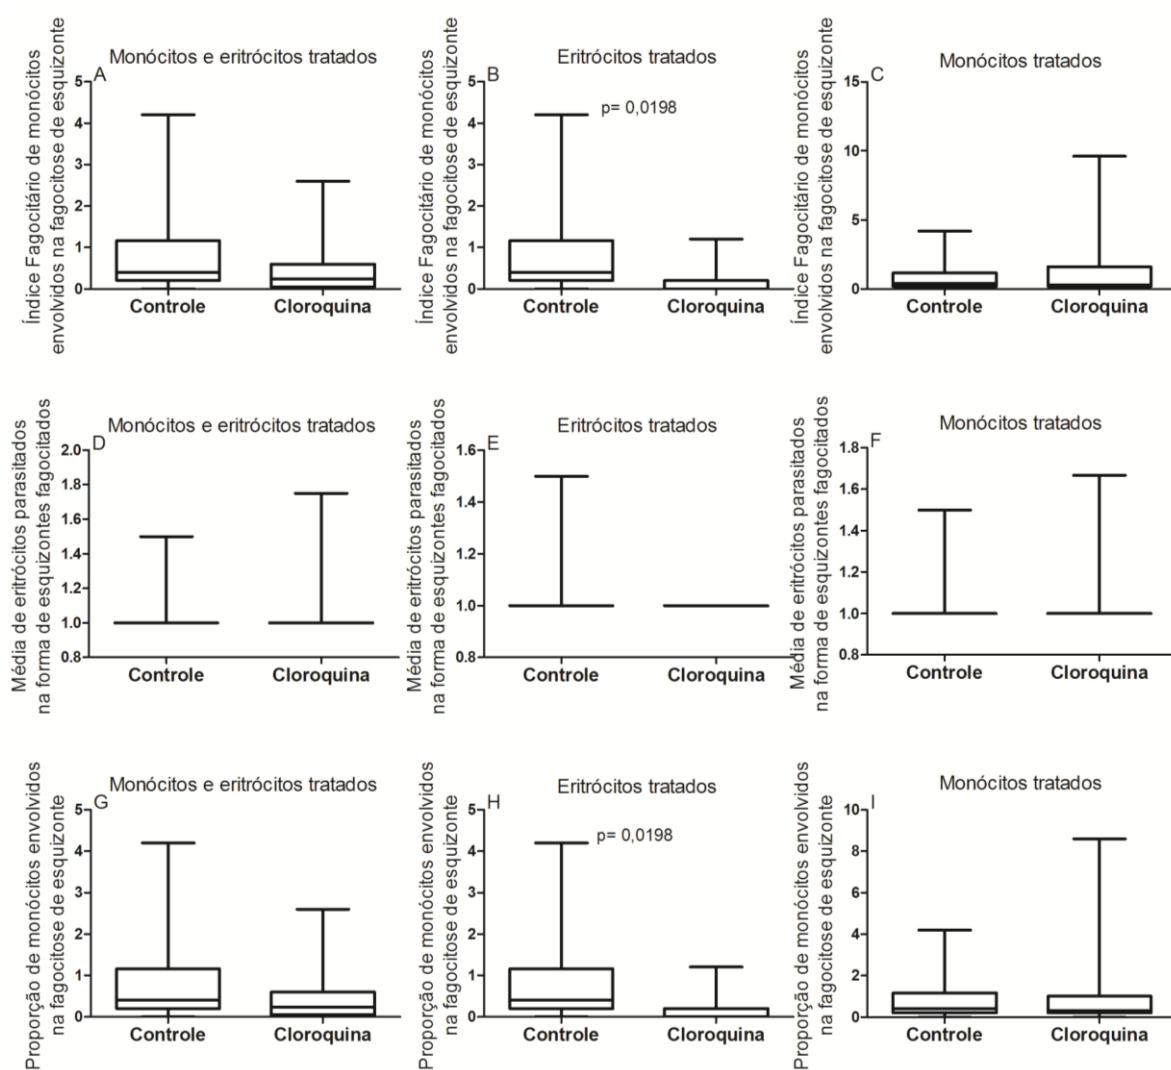 Índice Fagocitário de monócitos
envolvidos na fagocitose de esquizonte
A
Monócitos e eritrócitos tratados
5
4
3
2
1
0
Controle
Cloroquina
Índice Fagocitário de monócitos
envolvidos na fagocitose de esquizonte
B
Eritrócitos tratados
p= 0,0198
5
4
3
2
1
0
Controle
Cloroquina
Índice Fagocitário de monócitos
envolvidos na fagocitose de esquizonte
C
Monócitos tratados
15
10
5
0
Controle
Cloroquina
Média de eritrócitos parasitados
na forma de esquizontes fagocitados
D
Monócitos e eritrócitos tratados
2.0
1.8
1.6
1.4
1.2
1.0
0.8
Controle
Cloroquina
Média de eritrócitos parasitados
na forma de esquizontes fagocitados
E
Eritrócitos tratados
1.6
1.4
1.2
1.0
0.8
Controle
Cloroquina
Média de eritrócitos parasitados
na forma de esquizontes fagocitados
F
Monócitos tratados
1.8
1.6
1.4
1.2
1.0
0.8
Controle
Cloroquina
Proporção de monócitos envolvidos
na fagocitose de esquizonte
G
Monócitos e eritrócitos tratados
5
4
3
2
1
0
Controle
Cloroquina
Proporção de monócitos envolvidos
na fagocitose de esquizonte
H
Eritrócitos tratados
p= 0,0198
5
4
3
2
1
0
Controle
Cloroquina
Proporção de monócitos envolvidos
na fagocitose de esquizonte
I
Monócitos tratados
10
8
6
4
2
0
Controle
Cloroquina